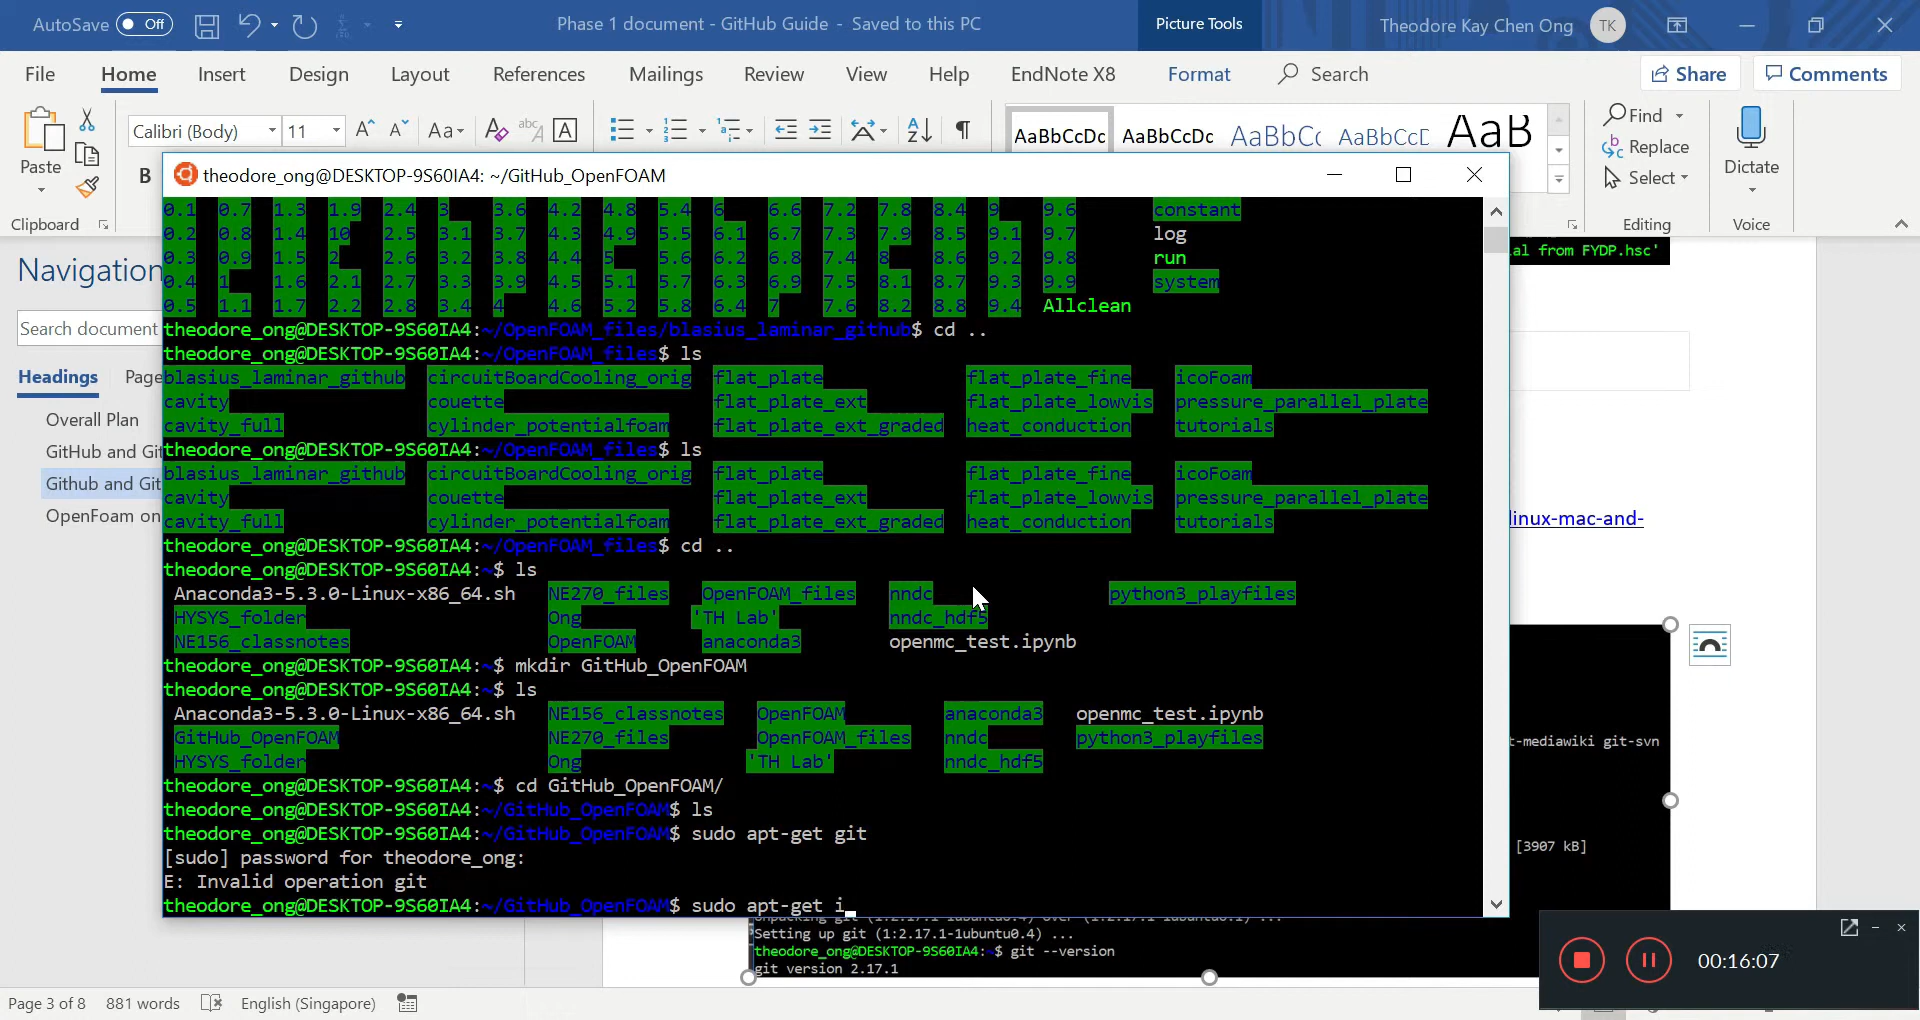 AutoSave Off
Phase 1 document - GitHub Guide - Saved to this PC
Picture Tools
Theodore Kay Chen Ong TK
File Home Insert Design Layout References Mailings Review View Help EndNote X8 Format Search Share Comments
Calibri (Body) 11 Aa A
AaBbCcDc AaBbCcDc AaBbCc AaBbCcE AaB
Find
Paste
Replace
Dictate
B
Select
Clipboard
Editing
Voice
theodore_ong@DESKTOP-9S60IA4: ~/GitHub_OpenFOAM
0.1 0.7 1.3 1.9 2.4 3 3.6 4.2 4.8 5.4 6 6.6 7.2 7.8 8.4 9 9.6 constant
0.2 0.8 1.4 10 2.5 3.1 3.7 4.3 4.9 5.5 6.1 6.7 7.3 7.9 8.5 9.1 9.7 log
0.3 0.9 1.5 2 2.6 3.2 3.8 4.4 5 5.6 6.2 6.8 7.4 8 8.6 9.2 9.8 run
0.4 1 1.6 2.1 2.7 3.3 3.9 4.5 5.1 5.7 6.3 6.9 7.5 8.1 8.7 9.3 9.9 system
0.5 1.1 1.7 2.2 2.8 3.4 4 4.6 5.2 5.8 6.4 7 7.6 8.2 8.8 9.4 Allclean
theodore_ong@DESKTOP-9S60IA4:~/OpenFOAM_files/blasius_laminar_github$ cd ..
theodore_ong@DESKTOP-9S60IA4:~/OpenFOAM_files$ ls
blasius_laminar_github circuitBoardCooling_orig flat_plate flat_plate_fine icoFoam
cavity couette flat_plate_ext flat_plate_lowvis pressure_parallel_plate
cavity_full cylinder_potentialfoam flat_plate_ext_graded heat_conduction tutorials
theodore_ong@DESKTOP-9S60IA4:~/OpenFOAM_files$ ls
blasius_laminar_github circuitBoardCooling_orig flat_plate flat_plate_fine icoFoam
cavity couette flat_plate_ext flat_plate_lowvis pressure_parallel_plate
cavity_full cylinder_potentialfoam flat_plate_ext_graded heat_conduction tutorials
theodore_ong@DESKTOP-9S60IA4:~/OpenFOAM_files$ cd ..
theodore_ong@DESKTOP-9S60IA4:~$ ls
Anaconda3-5.3.0-Linux-x86_64.sh NE270_files OpenFOAM_files nndc python3_playfiles
HYSYS_folder Ong 'TH Lab' nndc_hdf5
NE156_classnotes OpenFOAM anaconda3 openmc_test.ipynb
theodore_ong@DESKTOP-9S60IA4:~$ mkdir GitHub_OpenFOAM
theodore_ong@DESKTOP-9S60IA4:~$ ls
Anaconda3-5.3.0-Linux-x86_64.sh NE156_classnotes OpenFOAM anaconda3 openmc_test.ipynb
GitHub_OpenFOAM NE270_files OpenFOAM_files nndc python3_playfiles
HYSYS_folder Ong 'TH Lab' nndc_hdf5
theodore_ong@DESKTOP-9S60IA4:~$ cd GitHub_OpenFOAM/
theodore_ong@DESKTOP-9S60IA4:~/GitHub_OpenFOAM$ ls
theodore_ong@DESKTOP-9S60IA4:~/GitHub_OpenFOAM$ sudo apt-get git
[sudo] password for theodore_ong:
E: Invalid operation git
theodore_ong@DESKTOP-9S60IA4:~/GitHub_OpenFOAM$ sudo apt-get i
Navigation
Search document
Headings Page
Overall Plan
GitHub and Git
Github and Git
OpenFoam on
al from FYDP.hsc'
linux-mac-and-
t-mediawiki git-svn
[3907 kB]
Setting up git (1:2.17.1-1ubuntu0.4) ...
theodore_ong@DESKTOP-9S60IA4:~$ git --version
git version 2.17.1
00:16:07
Page 3 of 8 881 words English (Singapore)